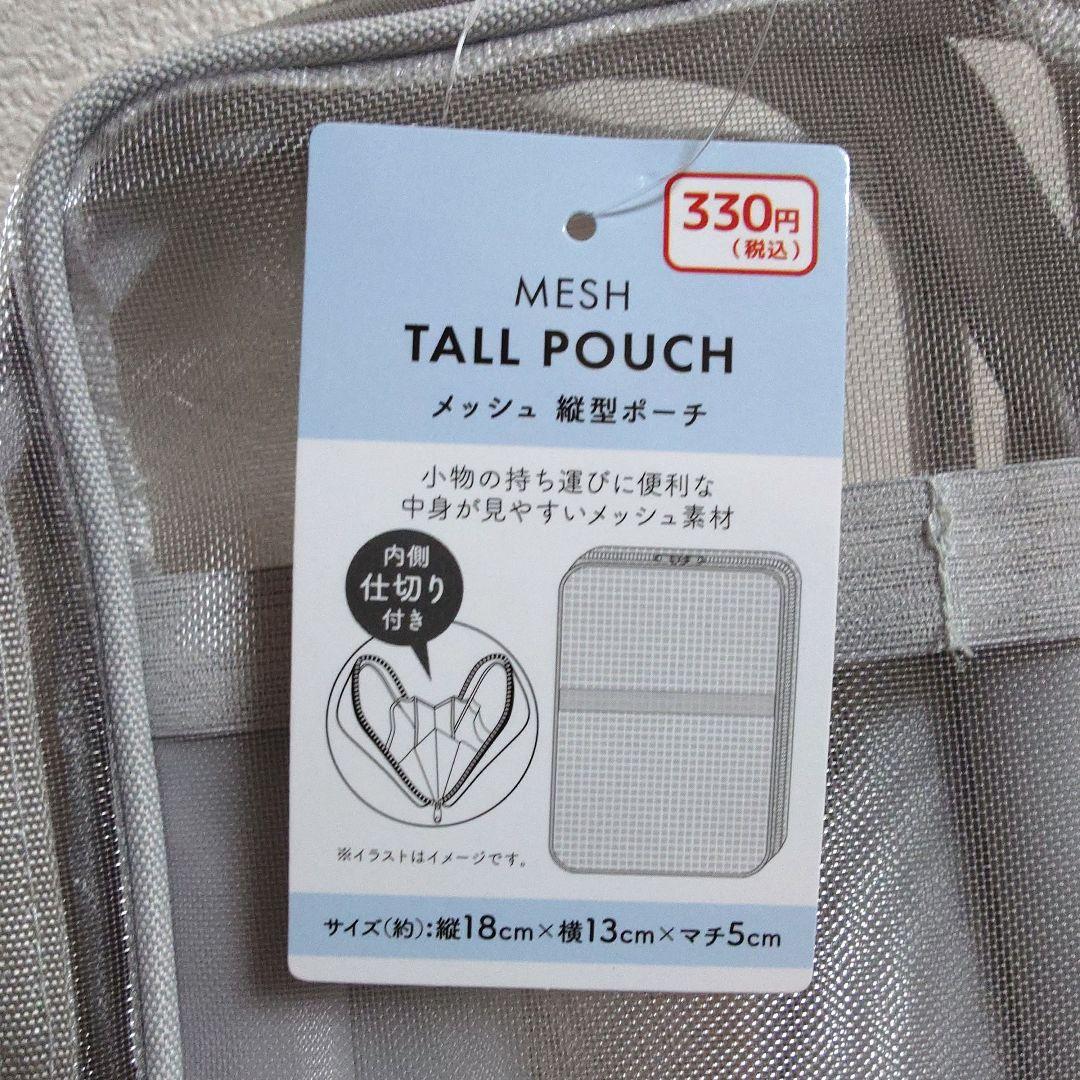 330円
(税込)
MESH
TALL POUCH
メッシュ 縦型ポーチ
小物の持ち運びに便利な
中身が見やすいメッシュ素材
内側
仕切り
付き
※イラストはイメージです。
サイズ(約):縦18cm×横13cm×マチ5cm